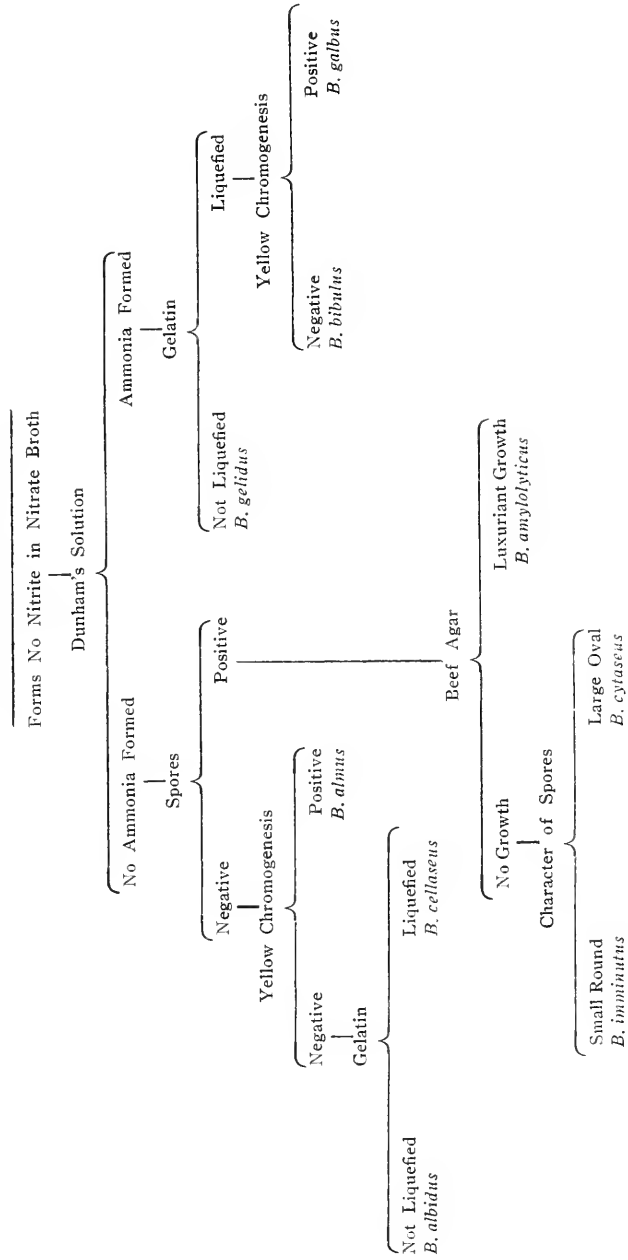 Forms No Nitrite in Nitrate Broth
Dunham's Solution
No Ammonia Formed
Ammonia Formed
Spores
Gelatin
Negative
Positive
Not Liquefied
B. gelidus
Liquefied
Yellow Chromogenesis
Yellow Chromogenesis
Negative
Positive
B. almus
Negative
B. bibulus
Positive
B. galbus
Gelatin
Not Liquefied
B. albidus
Liquefied
B. cellaseus
Beef Agar
No Growth
Luxuriant Growth
B. amylolyticus
Character of Spores
Small Round
B. imminutus
Large Oval
B. cytaseus